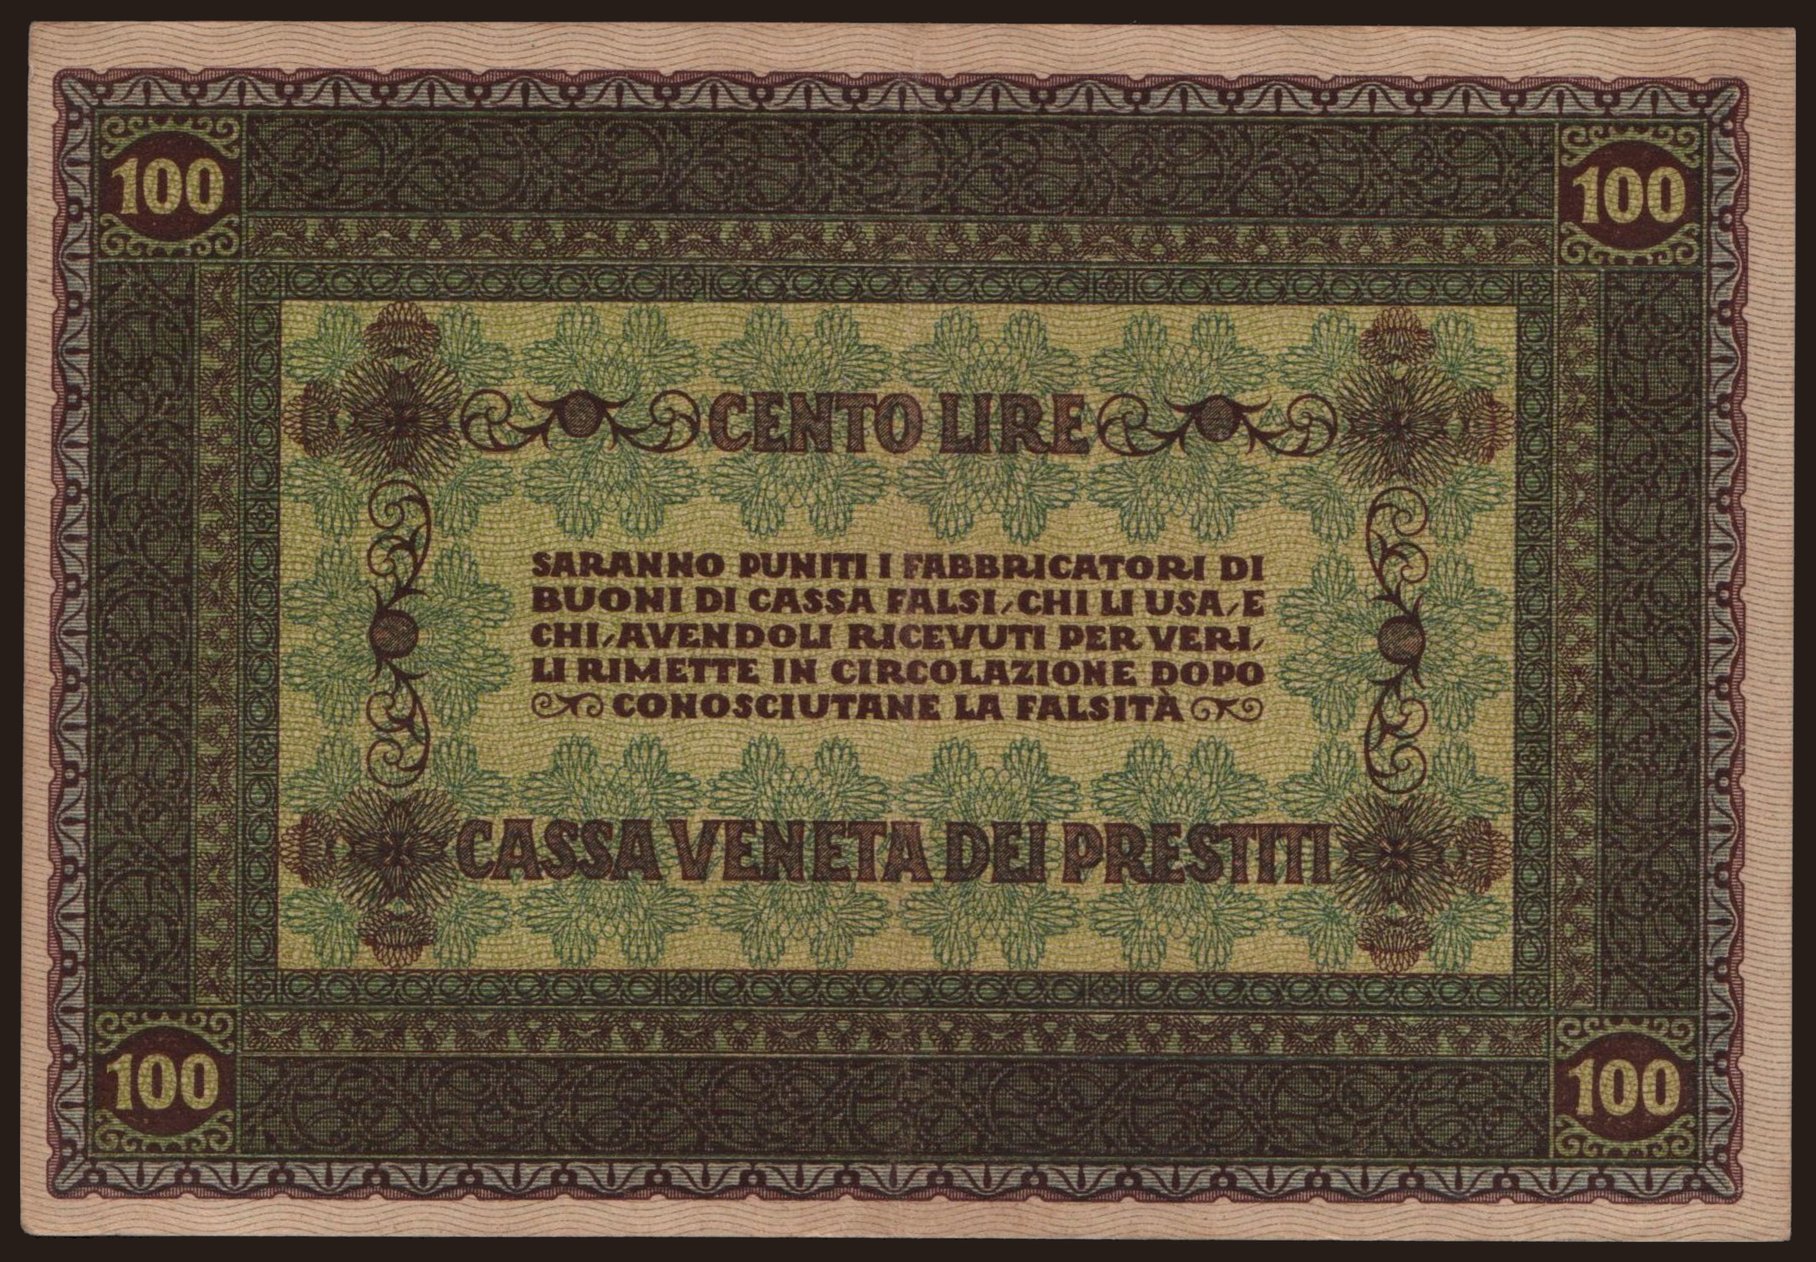 100 100
CENTO LIRE
SARANNO PUNITI I FABBRICATORI DI
BUONI DI CASSA FALSI, CHI LI USA, E
CHI, AVENDOLI RICEVUTI PER VERI,
LI RIMETTE IN CIRCOLAZIONE DOPO
CONOSCIUTANE LA FALSITÀ
CASSA VENETA DEI PRESTITI
100 100